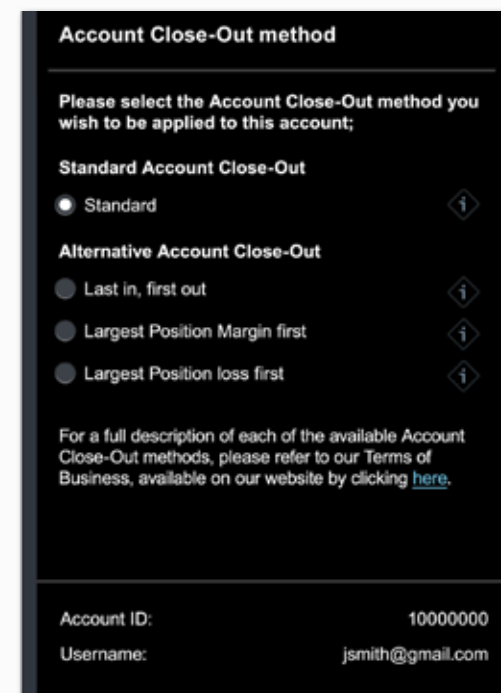 Account Close-Out method
Please select the Account Close-Out method you
wish to be applied to this account;
Standard Account Close-Out
Standard
Alternative Account Close-Out
Last in, first out
Largest Position Margin first
Largest Position loss first
For a full description of each of the available Account
Close-Out methods, please refer to our Terms of
Business, available on our website by clicking here.
Account ID: 10000000
Username: jsmith@gmail.com